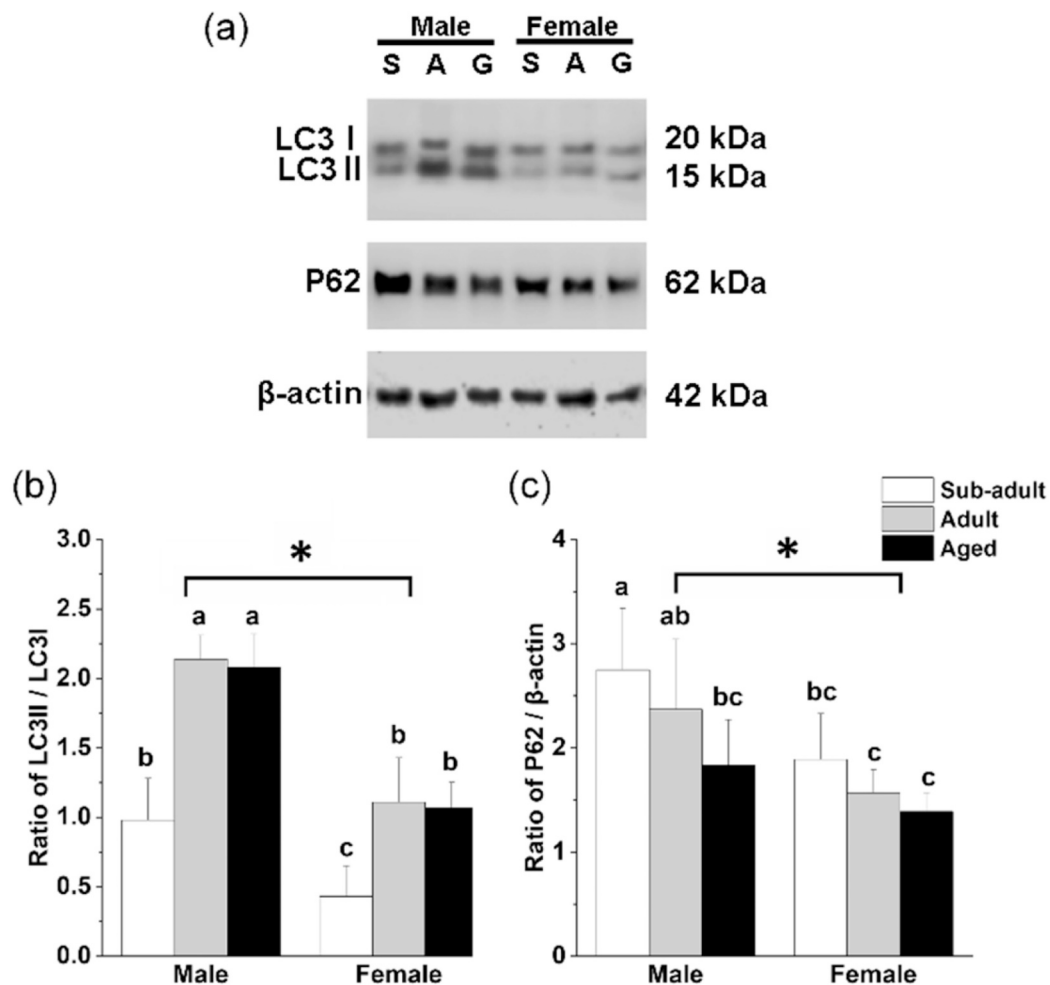 (a)
Male Female
S A G S A G
LC3 I 20 kDa
LC3 II 15 kDa
P62 62 kDa
β-actin 42 kDa
(b)
Ratio of LC3II / LC3I
3.0
2.5
2.0
1.5
1.0
0.5
0.0
*
b a a c b b
Male Female
(c)
Sub-adult
Adult
Aged
Ratio of P62 / β-actin
4
3
2
1
0
*
a ab bc bc c c
Male Female